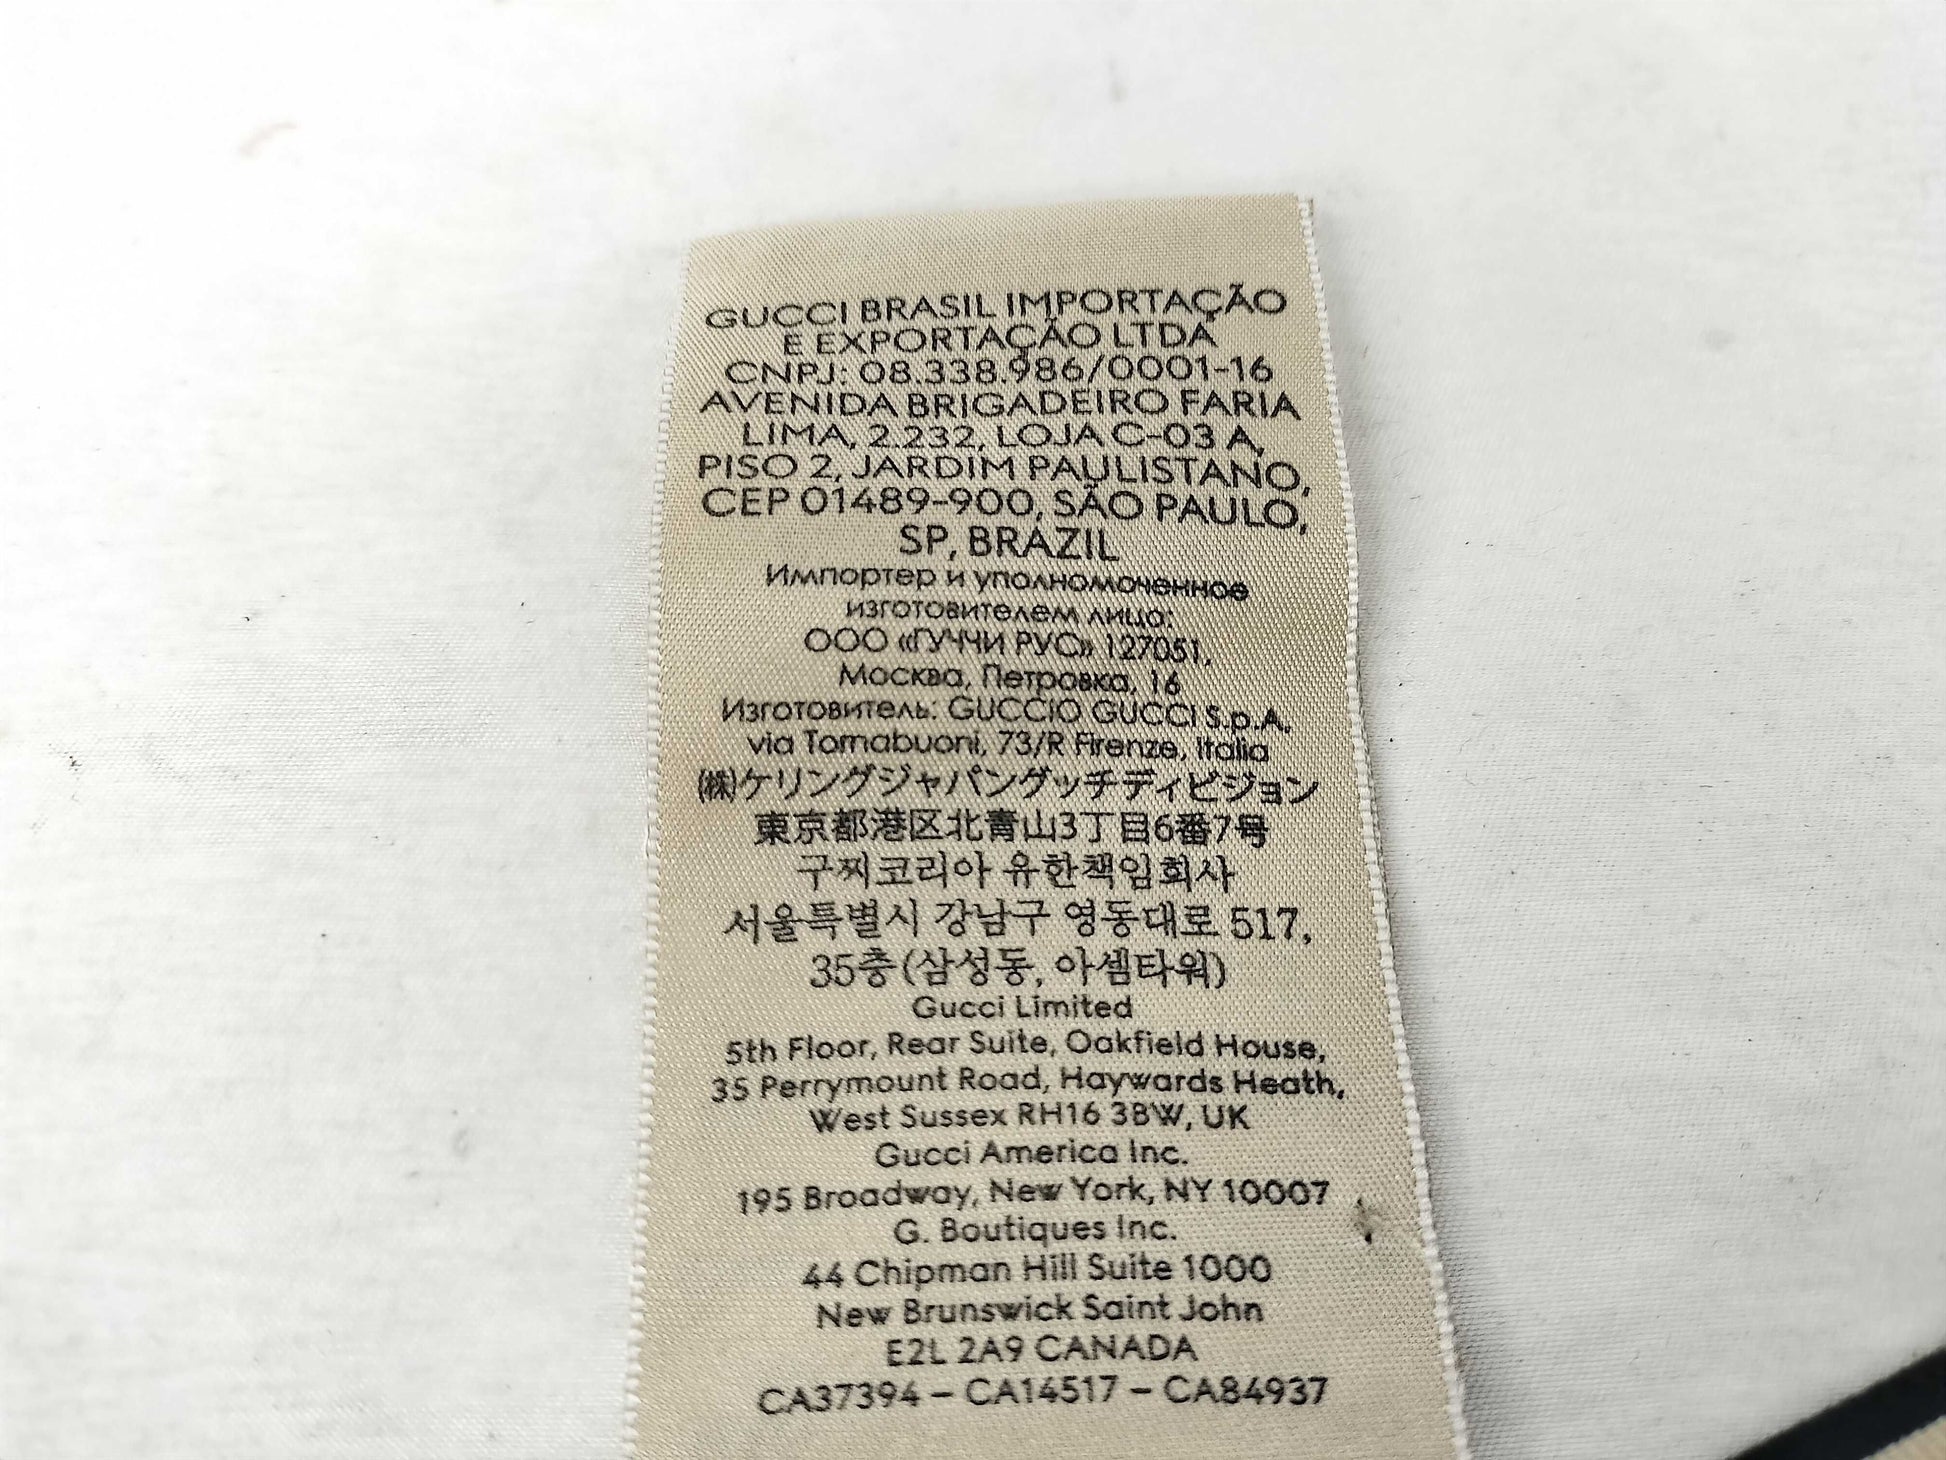 GUCCI BRASIL IMPORTAÇÃO
E EXPORTAÇÃO LTDA
CNPJ: 08.338.986/0001-16
AVENIDA BRIGADEIRO FARIA
LIMA, 2.232, LOJA C-03 A,
PISO 2, JARDIM PAULISTANO,
CEP 01489-900, SÃO PAULO,
SP, BRAZIL
Импортер и уполномоченное
изготовителем лицо:
ООО «ГУЧЧИ РУС» 127051,
Москва, Петровка, 16
Изготовитель: GUCCIO GUCCI S.p.A.
via Tornabuoni, 73/R Firenze, Italia
(株)ケリングジャパングッチディビジョン
東京都港区北青山3丁目6番7号
구찌코리아 유한책임회사
서울특별시 강남구 영동대로 517,
35층(삼성동, 아셈타워)
Gucci Limited
5th Floor, Rear Suite, Oakfield House,
35 Perrymount Road, Haywards Heath,
West Sussex RH16 3BW, UK
Gucci America Inc.
195 Broadway, New York, NY 10007
G. Boutiques Inc.
44 Chipman Hill Suite 1000
New Brunswick Saint John
E2L 2A9 CANADA
CA37394 – CA14517 – CA84937